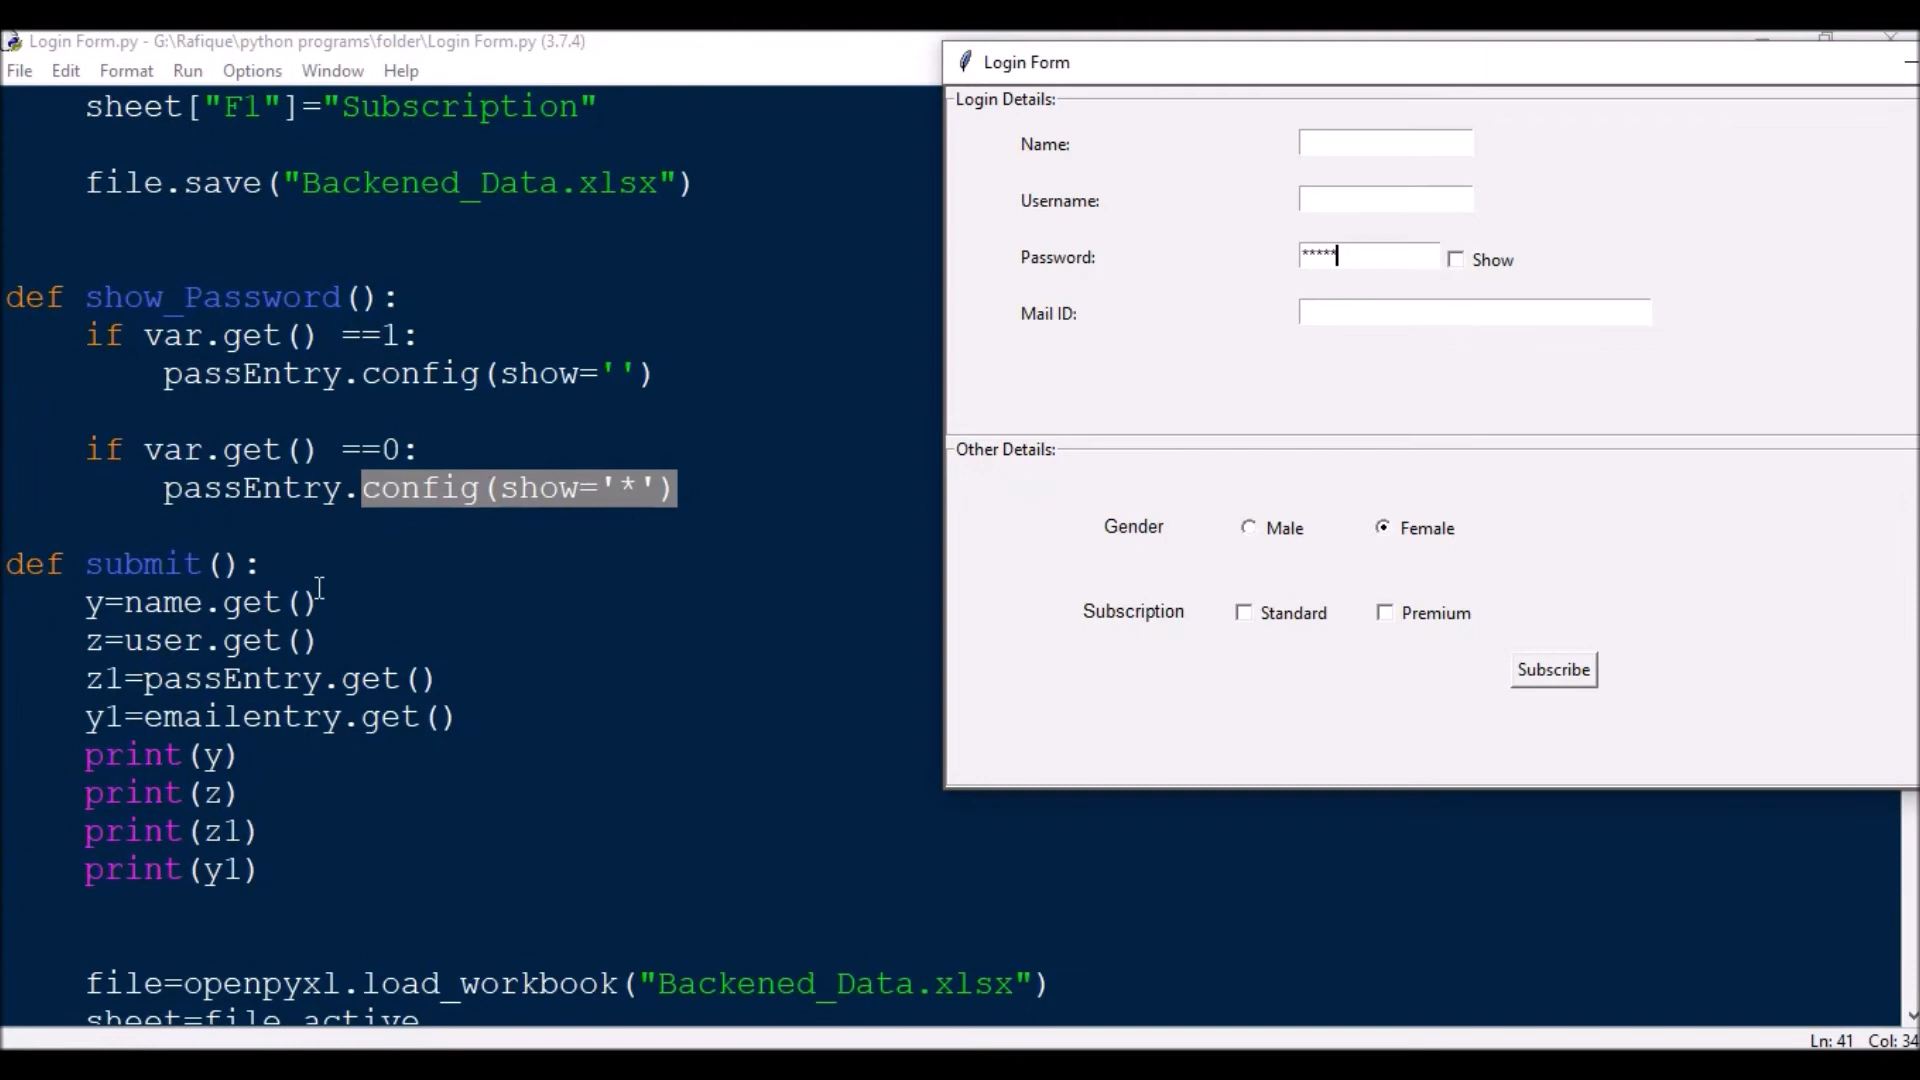 Login Form.py - G:\Rafique\python programs\folder\Login Form.py (3.7.4)
File Edit Format Run Options Window Help
sheet["F1"]="Subscription"
file.save("Backened_Data.xlsx")
def show_Password():
if var.get() ==1:
passEntry.config(show='')
if var.get() ==0:
passEntry.config(show='*')
def submit():
y=name.get()
z=user.get()
z1=passEntry.get()
y1=emailentry.get()
print(y)
print(z)
print(z1)
print(y1)
file=openpyxl.load_workbook("Backened_Data.xlsx")
sheet=file.active
Login Form
Login Details:
Name:
Username:
Password: ***** Show
Mail ID:
Other Details:
Gender Male Female
Subscription Standard Premium
Subscribe
Ln: 41 Col: 34